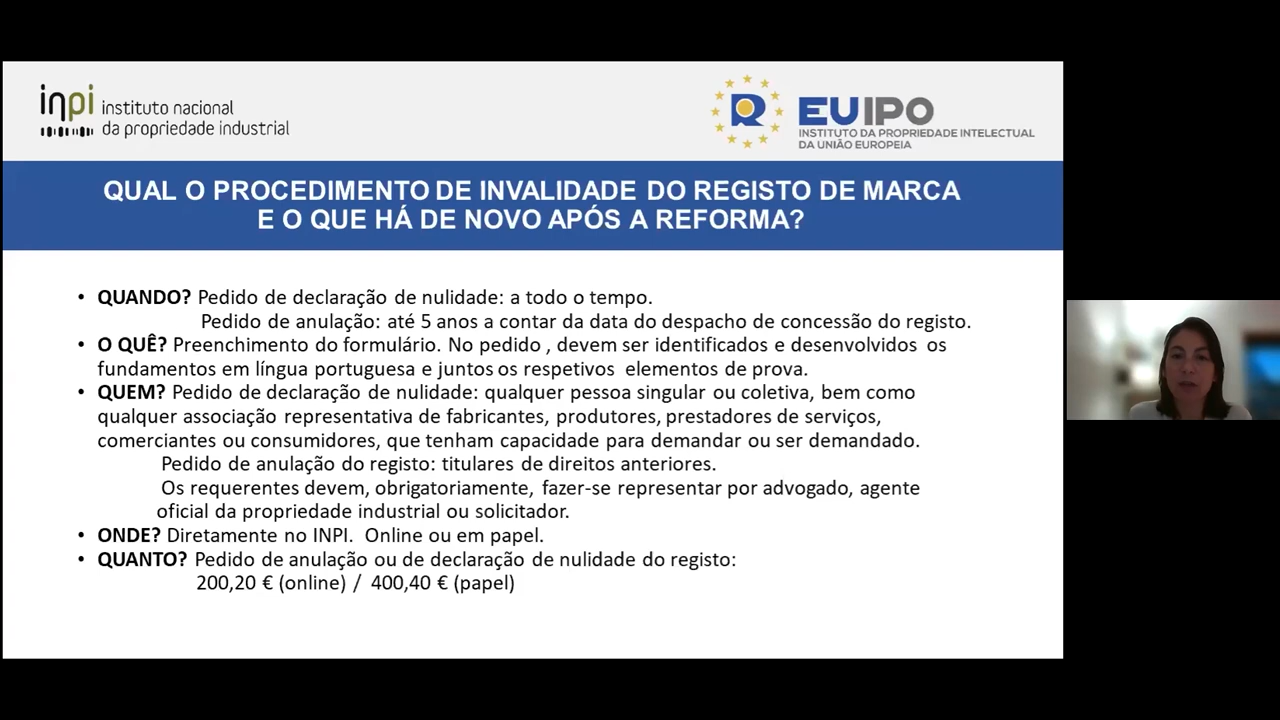 inpi instituto nacional
da propriedade industrial
EUIPO
INSTITUTO DA PROPRIEDADE INTELECTUAL
DA UNIÃO EUROPEIA
QUAL O PROCEDIMENTO DE INVALIDADE DO REGISTO DE MARCA
E O QUE HÁ DE NOVO APÓS A REFORMA?
• QUANDO? Pedido de declaração de nulidade: a todo o tempo.
Pedido de anulação: até 5 anos a contar da data do despacho de concessão do registo.
• O QUÊ? Preenchimento do formulário. No pedido , devem ser identificados e desenvolvidos os
fundamentos em língua portuguesa e juntos os respetivos elementos de prova.
• QUEM? Pedido de declaração de nulidade: qualquer pessoa singular ou coletiva, bem como
qualquer associação representativa de fabricantes, produtores, prestadores de serviços,
comerciantes ou consumidores, que tenham capacidade para demandar ou ser demandado.
Pedido de anulação do registo: titulares de direitos anteriores.
Os requerentes devem, obrigatoriamente, fazer-se representar por advogado, agente
oficial da propriedade industrial ou solicitador.
• ONDE? Diretamente no INPI. Online ou em papel.
• QUANTO? Pedido de anulação ou de declaração de nulidade do registo:
200,20 € (online) / 400,40 € (papel)